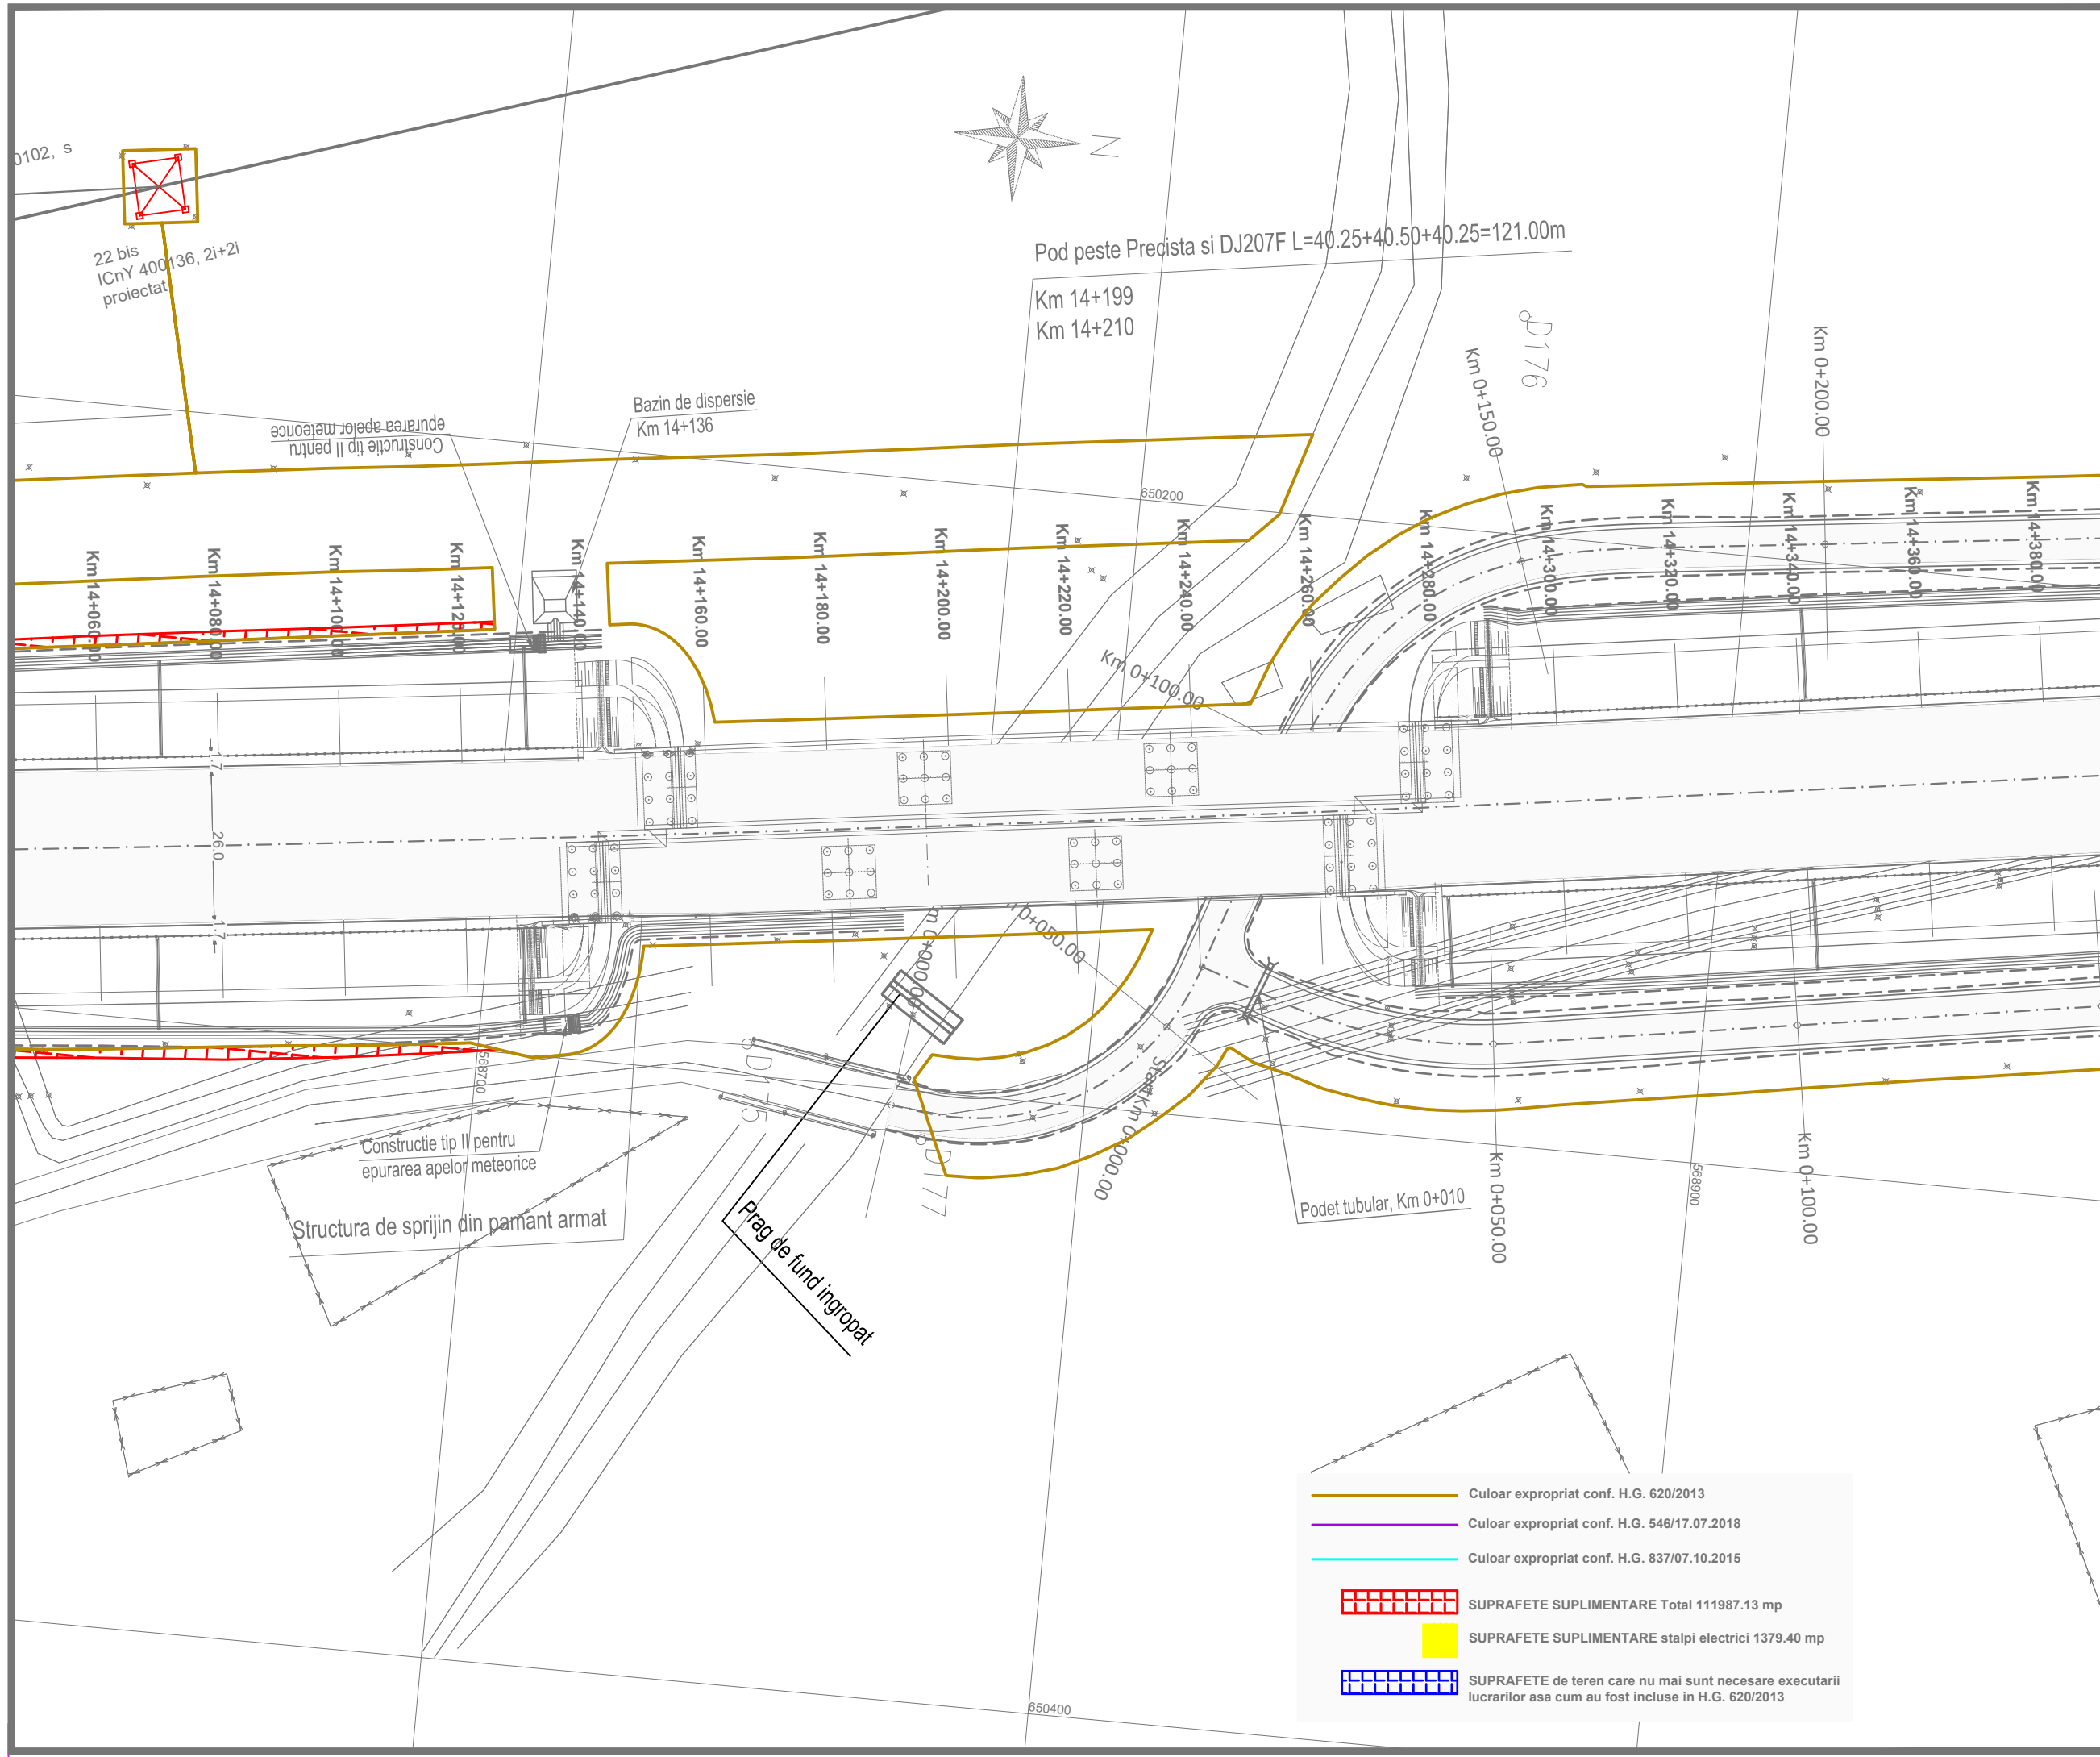 0102, s
N
22 bis
ICnY 400136, 2i+2i
proiectat
Pod peste Precista si DJ207F L=40.25+40.50+40.25=121.00m
Km 14+199
Km 14+210
D176
Km 0+150.00
Km 0+200.00
Bazin de dispersie
Km 14+136
Constructie tip II pentru
epurarea apelor meteorice
650200
Km 14+060.00
Km 14+080.00
Km 14+100.00
Km 14+120.00
Km 14+140.00
Km 14+160.00
Km 14+180.00
Km 14+200.00
Km 14+220.00
Km 14+240.00
Km 14+260.00
Km 14+280.00
Km 14+300.00
Km 14+320.00
Km 14+340.00
Km 14+360.00
Km 14+380.00
Km 0+100.00
1.7
26.0
1.7
0+050.00
568700
D175
D177
StartKm 0+000.00
Constructie tip II pentru
epurarea apelor meteorice
Structura de sprijin din pamant armat
Prag de fund ingropat
Podet tubular, Km 0+010
Km 0+050.00
568900
Km 0+100.00
650400
Culoar expropriat conf. H.G. 620/2013
Culoar expropriat conf. H.G. 546/17.07.2018
Culoar expropriat conf. H.G. 837/07.10.2015
SUPRAFETE SUPLIMENTARE Total 111987.13 mp
SUPRAFETE SUPLIMENTARE stalpi electrici 1379.40 mp
SUPRAFETE de teren care nu mai sunt necesare executarii
lucrarilor asa cum au fost incluse in H.G. 620/2013